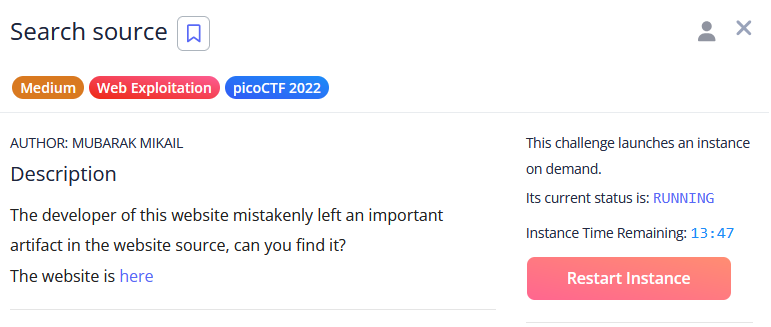 Search source
Medium
Web Exploitation
picoCTF 2022
AUTHOR: MUBARAK MIKAIL
Description
The developer of this website mistakenly left an important
artifact in the website source, can you find it?
The website is here
This challenge launches an instance
on demand.
Its current status is: RUNNING
Instance Time Remaining: 13:47
Restart Instance